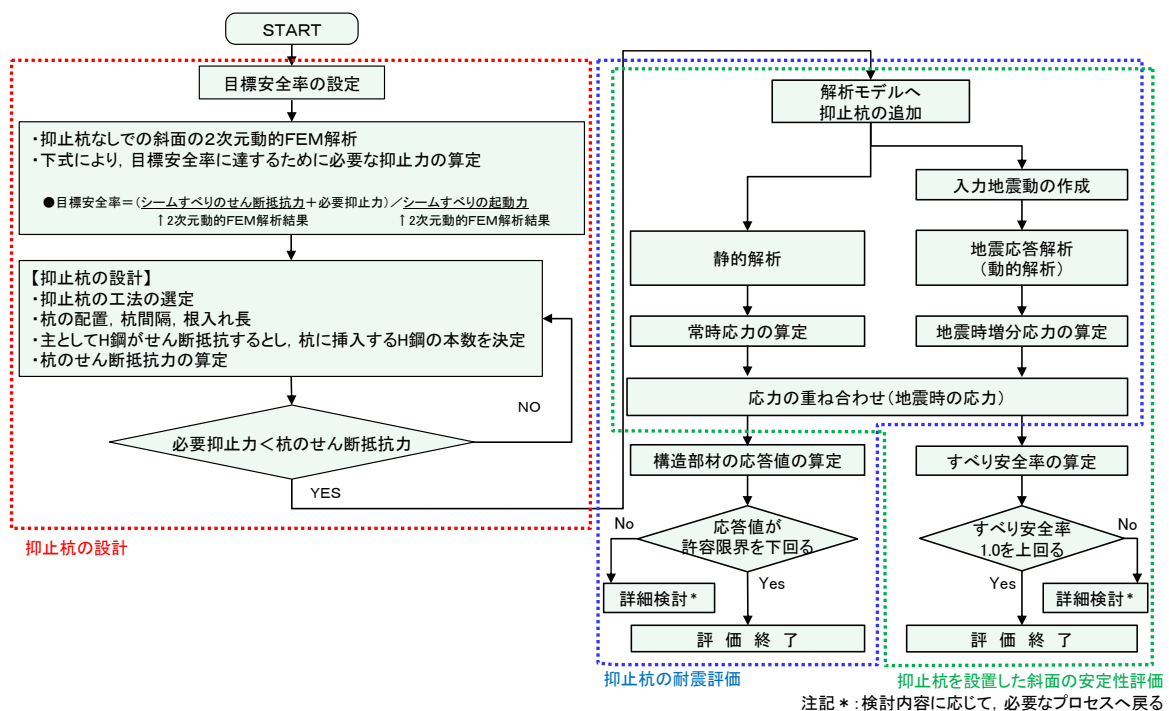 START
目標安全率の設定
・抑止杭なしでの斜面の2次元動的FEM解析
・下式により，目標安全率に達するために必要な抑止力の算定
●目標安全率＝（シームすべりのせん断抵抗力＋必要抑止力）／シームすべりの起動力
↑2次元動的FEM解析結果 ↑2次元動的FEM解析結果
【抑止杭の設計】
・抑止杭の工法の選定
・杭の配置，杭間隔，根入れ長
・主としてH鋼がせん断抵抗するとし，杭に挿入するH鋼の本数を決定
・杭のせん断抵抗力の算定
NO
必要抑止力＜杭のせん断抵抗力
YES
抑止杭の設計
解析モデルへ
抑止杭の追加
入力地震動の作成
静的解析
地震応答解析
（動的解析）
常時応力の算定
地震時増分応力の算定
応力の重ね合わせ（地震時の応力）
構造部材の応答値の算定
すべり安全率の算定
No
応答値が
許容限界を下回る
Yes
詳細検討*
評 価 終 了
すべり安全率
1.0を上回る
No
Yes
詳細検討*
評 価 終 了
抑止杭の耐震評価
抑止杭を設置した斜面の安定性評価
注記＊：検討内容に応じて，必要なプロセスへ戻る